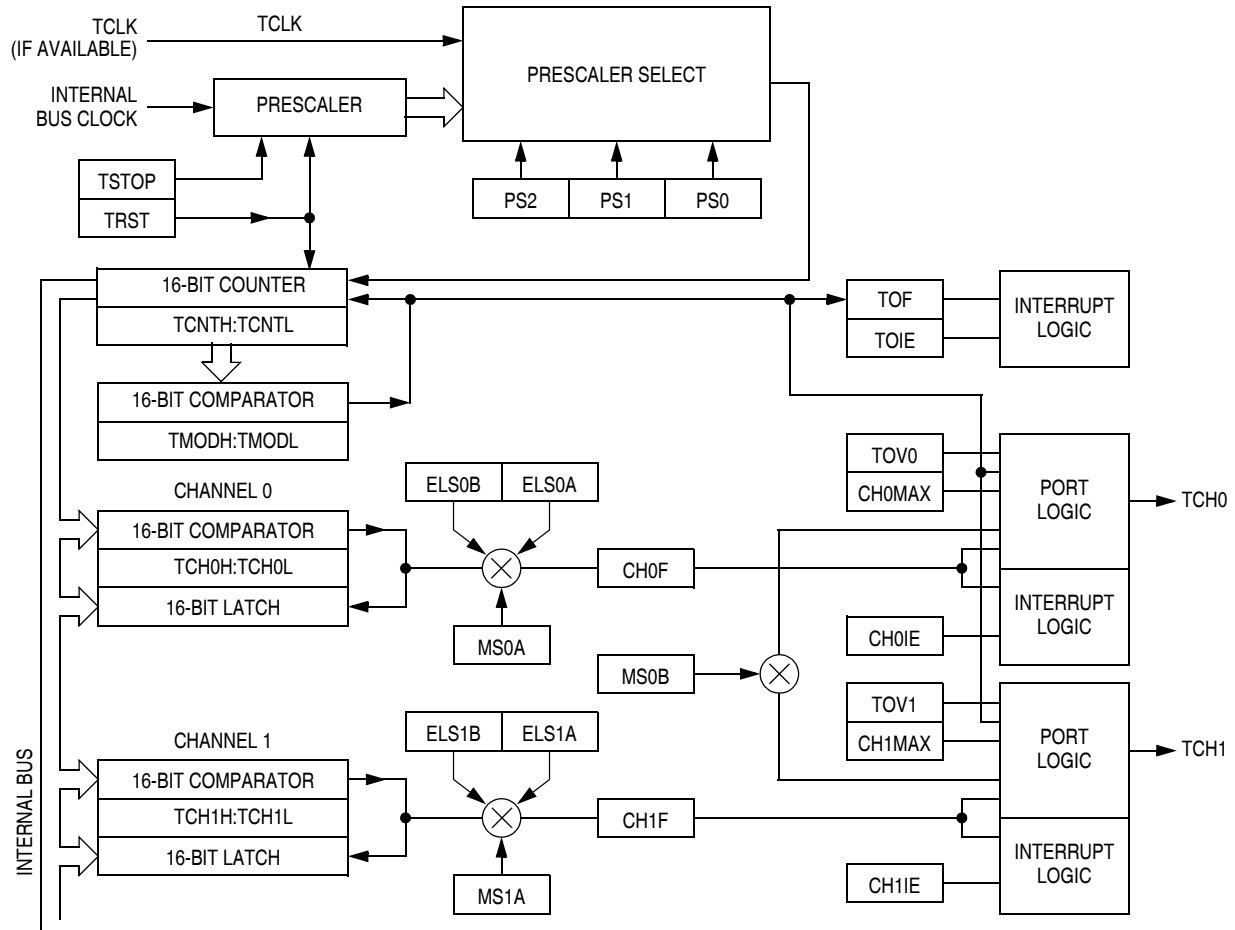 TCLK
(IF AVAILABLE)
TCLK
PRESCALER SELECT
INTERNAL
BUS CLOCK
PRESCALER
TSTOP
TRST
PS2
PS1
PS0
16-BIT COUNTER
TCNTH:TCNTL
TOF
TOIE
INTERRUPT
LOGIC
16-BIT COMPARATOR
TMODH:TMODL
CHANNEL 0
ELS0B
ELS0A
TOV0
CH0MAX
PORT
LOGIC
TCH0
16-BIT COMPARATOR
TCH0H:TCH0L
16-BIT LATCH
CH0F
MS0A
CH0IE
INTERRUPT
LOGIC
MS0B
CHANNEL 1
ELS1B
ELS1A
TOV1
CH1MAX
PORT
LOGIC
TCH1
16-BIT COMPARATOR
TCH1H:TCH1L
16-BIT LATCH
CH1F
MS1A
CH1IE
INTERRUPT
LOGIC
INTERNAL BUS